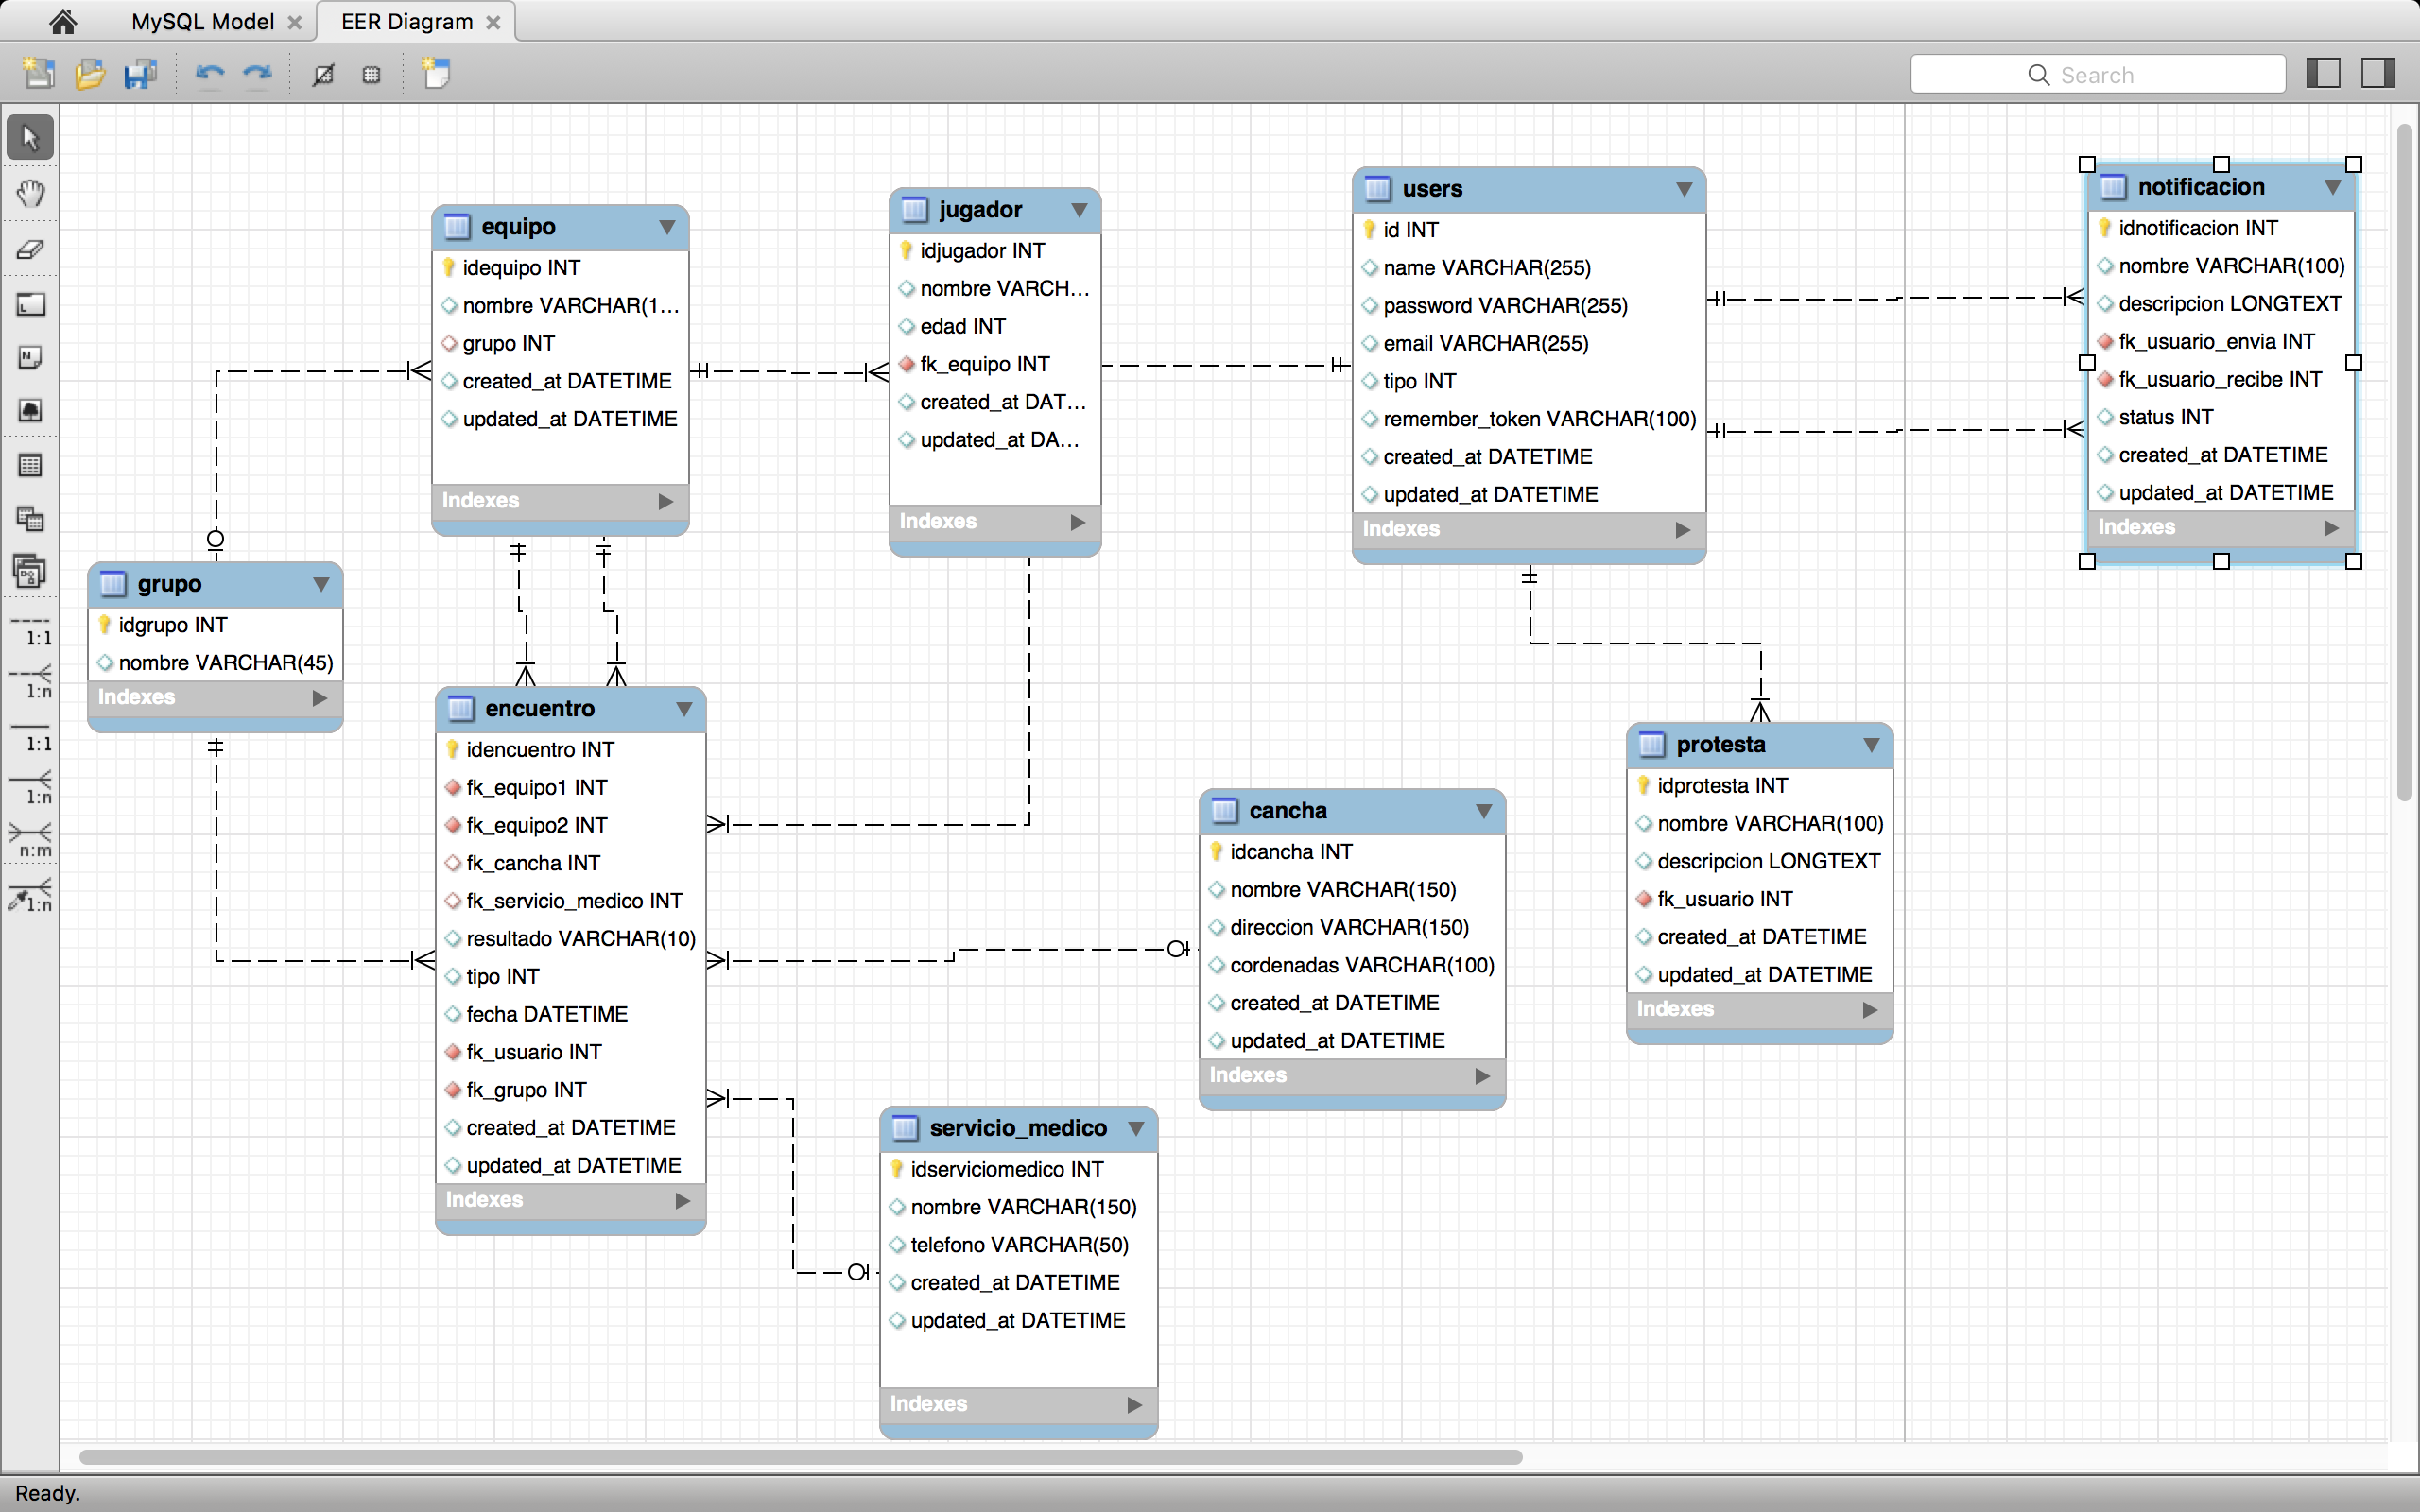 MySQL Model
EER Diagram
Search
equipo
idequipo INT
nombre VARCHAR(1...
grupo INT
created_at DATETIME
updated_at DATETIME
Indexes
jugador
idjugador INT
nombre VARCH...
edad INT
fk_equipo INT
created_at DAT...
updated_at DA...
Indexes
users
id INT
name VARCHAR(255)
password VARCHAR(255)
email VARCHAR(255)
tipo INT
remember_token VARCHAR(100)
created_at DATETIME
updated_at DATETIME
Indexes
notificacion
idnotificacion INT
nombre VARCHAR(100)
descripcion LONGTEXT
fk_usuario_envia INT
fk_usuario_recibe INT
status INT
created_at DATETIME
updated_at DATETIME
Indexes
grupo
idgrupo INT
nombre VARCHAR(45)
Indexes
encuentro
idencuentro INT
fk_equipo1 INT
fk_equipo2 INT
fk_cancha INT
fk_servicio_medico INT
resultado VARCHAR(10)
tipo INT
fecha DATETIME
fk_usuario INT
fk_grupo INT
created_at DATETIME
updated_at DATETIME
Indexes
cancha
idcancha INT
nombre VARCHAR(150)
direccion VARCHAR(150)
cordenadas VARCHAR(100)
created_at DATETIME
updated_at DATETIME
Indexes
protesta
idprotesta INT
nombre VARCHAR(100)
descripcion LONGTEXT
fk_usuario INT
created_at DATETIME
updated_at DATETIME
Indexes
servicio_medico
idserviciomedico INT
nombre VARCHAR(150)
telefono VARCHAR(50)
created_at DATETIME
updated_at DATETIME
Indexes
N
1:1
1:n
1:1
1:n
n:m
1:n
Ready.